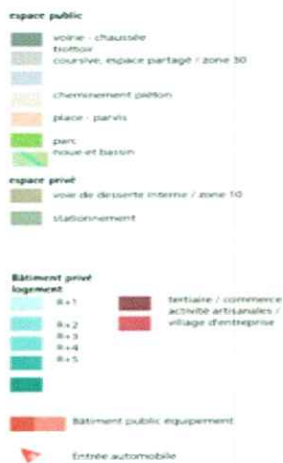 espace public
voirie - chaussée
trottoir
coursive, espace partagé / zone 30
cheminement piéton
place - parvis
parc
noue et bassin
espace privé
voie de desserte interne / zone 10
stationnement
Bâtiment privé
logement
R+1
R+2
R+3
R+4
R+5
tertiaire / commerce
activité artisanales /
village d'entreprise
Bâtiment public équipement
Entrée automobile